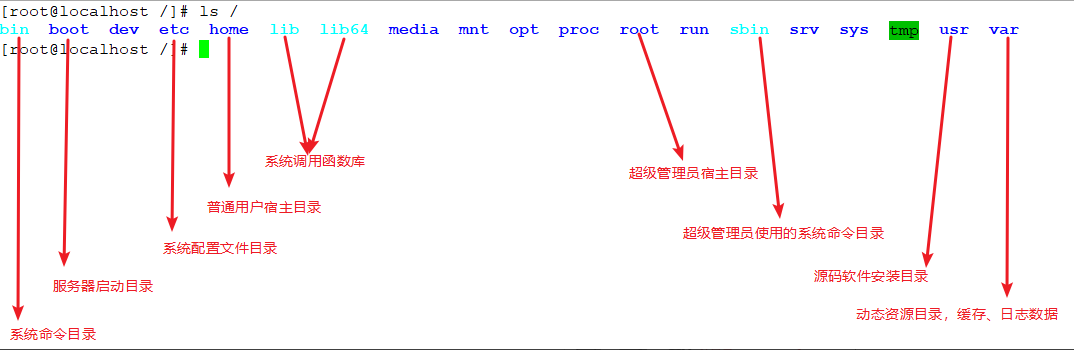 [root@localhost /]# ls /
bin boot dev etc home lib lib64 media mnt opt proc root run sbin srv sys tmp usr var
[root@localhost /]#
系统调用函数库
超级管理员宿主目录
普通用户宿主目录
超级管理员使用的系统命令目录
系统配置文件目录
源码软件安装目录
服务器启动目录
动态资源目录，缓存、日志数据
系统命令目录